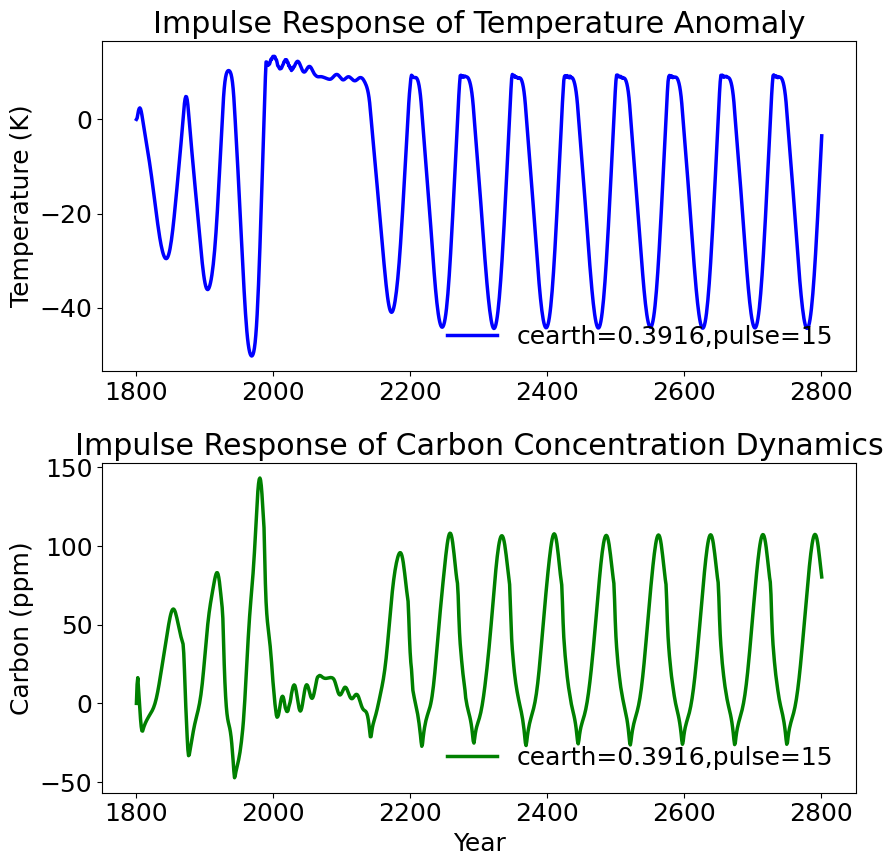 Impulse Response of Temperature Anomaly
Temperature (K)
0
−20
−40
cearth=0.3916,pulse=15
1800 2000 2200 2400 2600 2800
Impulse Response of Carbon Concentration Dynamics
Carbon (ppm)
150
100
50
0
−50
cearth=0.3916,pulse=15
1800 2000 2200 2400 2600 2800
Year